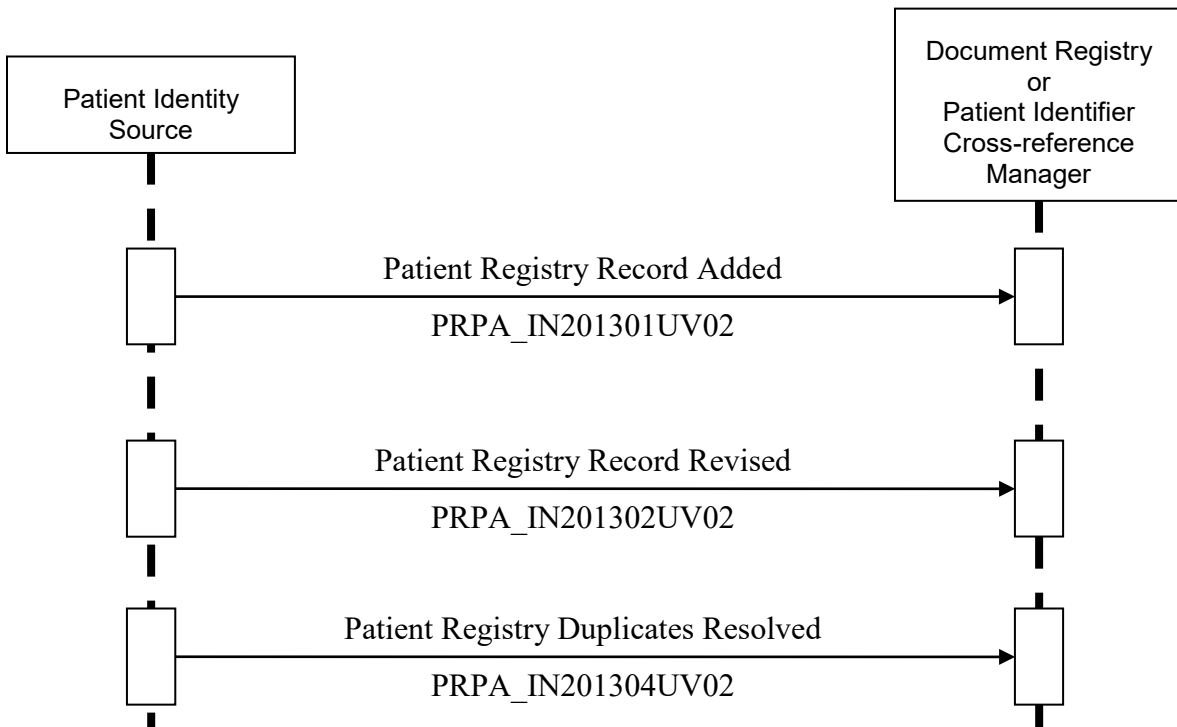 Patient Identity
Source
Document Registry
or
Patient Identifier
Cross-reference
Manager
Patient Registry Record Added
PRPA_IN201301UV02
Patient Registry Record Revised
PRPA_IN201302UV02
Patient Registry Duplicates Resolved
PRPA_IN201304UV02